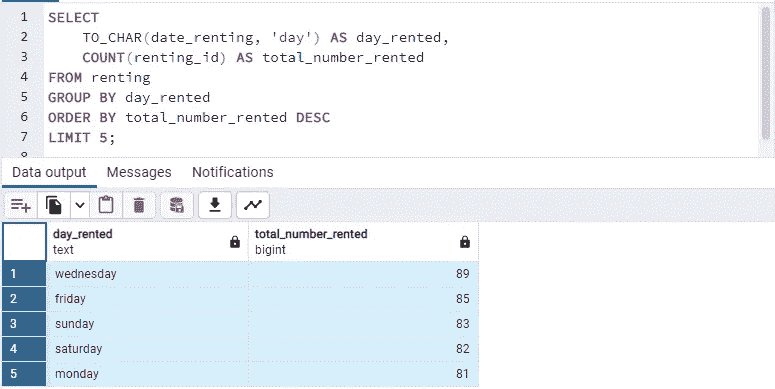 1 SELECT
2 TO_CHAR(date_renting, 'day') AS day_rented,
3 COUNT(renting_id) AS total_number_rented
4 FROM renting
5 GROUP BY day_rented
6 ORDER BY total_number_rented DESC
7 LIMIT 5;
Data output Messages Notifications
day_rented total_number_rented
text bigint
1 wednesday 89
2 friday 85
3 sunday 83
4 saturday 82
5 monday 81